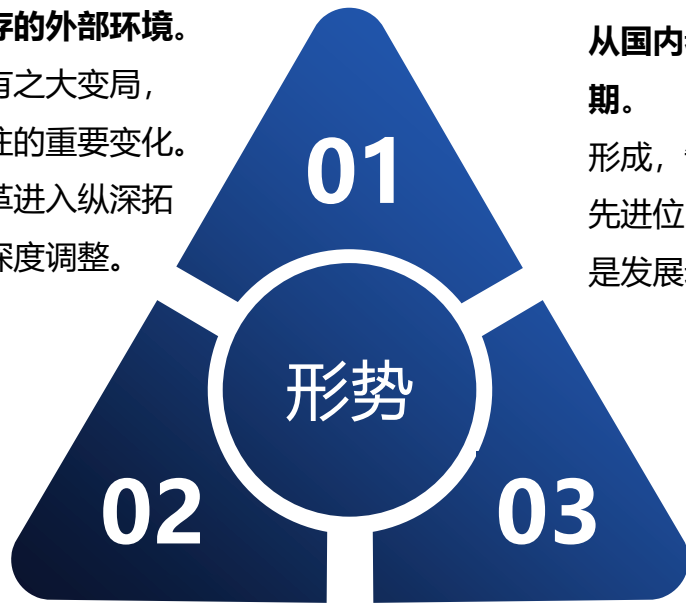 存的外部环境。
有之大变局，
注的重要变化。
革进入纵深拓
深度调整。
从国内
期。
形成，
先进位
是发展
01
形势
02
03